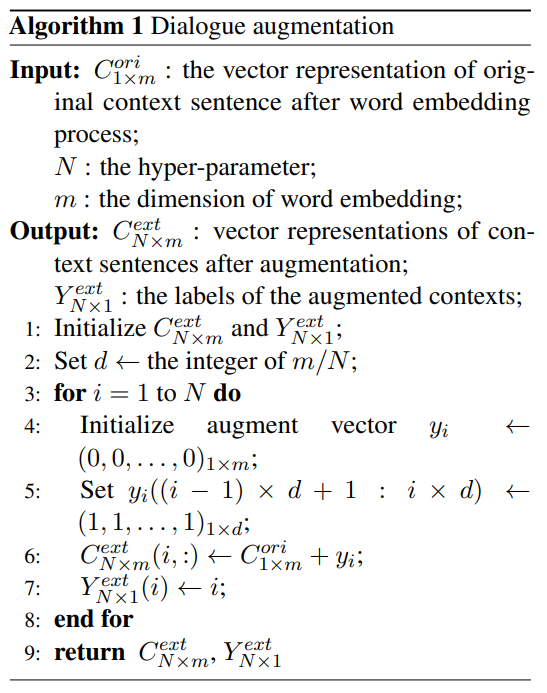 Algorithm 1 Dialogue augmentation
Input: $C^{ori}_{1\times m}$ : the vector representation of orig-
inal context sentence after word embedding
process;
$N$ : the hyper-parameter;
$m$ : the dimension of word embedding;
Output: $C^{ext}_{N\times m}$ : vector representations of con-
text sentences after augmentation;
$Y^{ext}_{N\times 1}$ : the labels of the augmented contexts;
1: Initialize $C^{ext}_{N\times m}$ and $Y^{ext}_{N\times 1}$;
2: Set $d \leftarrow$ the integer of $m/N$;
3: for $i = 1$ to $N$ do
4: Initialize augment vector $y_i$ $\leftarrow$
$(0, 0, \ldots, 0)_{1\times m}$;
5: Set $y_i((i - 1) \times d + 1 : i \times d)$ $\leftarrow$
$(1, 1, \ldots, 1)_{1\times d}$;
6: $C^{ext}_{N\times m}(i,:) \leftarrow C^{ori}_{1\times m} + y_i$;
7: $Y^{ext}_{N\times 1}(i) \leftarrow i$;
8: end for
9: return $C^{ext}_{N\times m}, Y^{ext}_{N\times 1}$